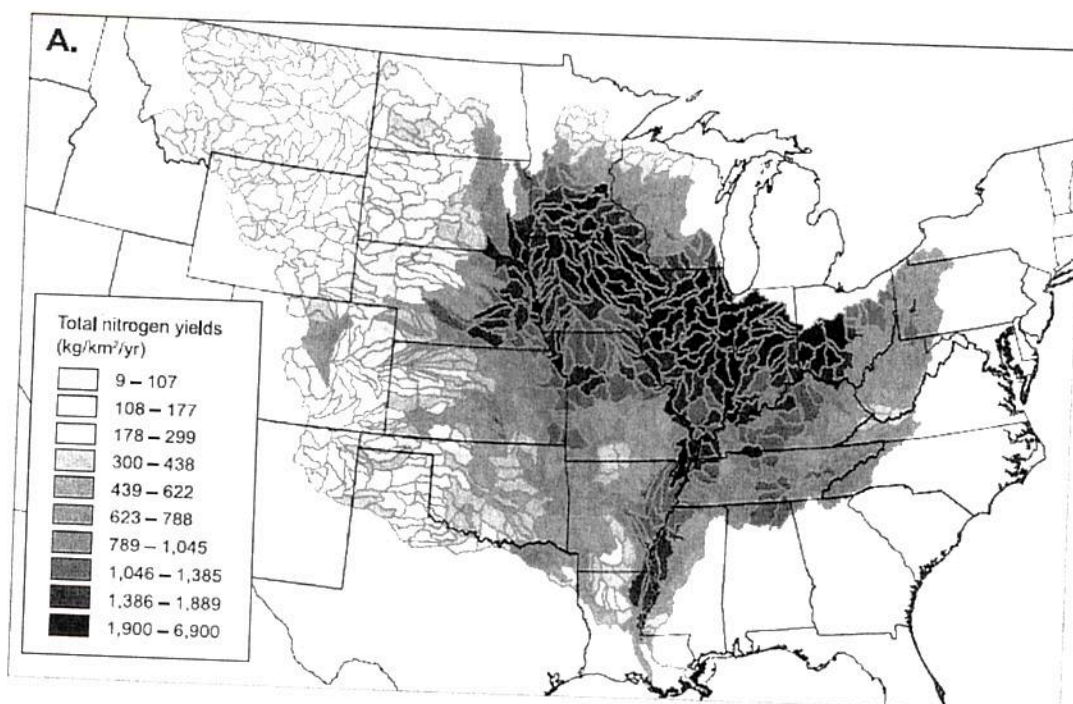 A.
Total nitrogen yields
(kg/km²/yr)
9 – 107
108 – 177
178 – 299
300 – 438
439 – 622
623 – 788
789 – 1,045
1,046 – 1,385
1,386 – 1,889
1,900 – 6,900